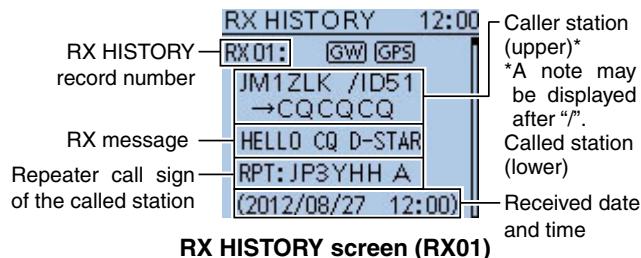 RX HISTORY 12:00
RX01: GW GPS
JM1ZLK /ID51
→CQCQCQ
HELLO CQ D-STAR
RPT:JP3YHH A
(2012/08/27 12:00)
RX HISTORY
record number
RX message
Repeater call sign
of the called station
Caller station
(upper)*
*A note may
be displayed
after “/”.
Called station
(lower)
Received date
and time
RX HISTORY screen (RX01)